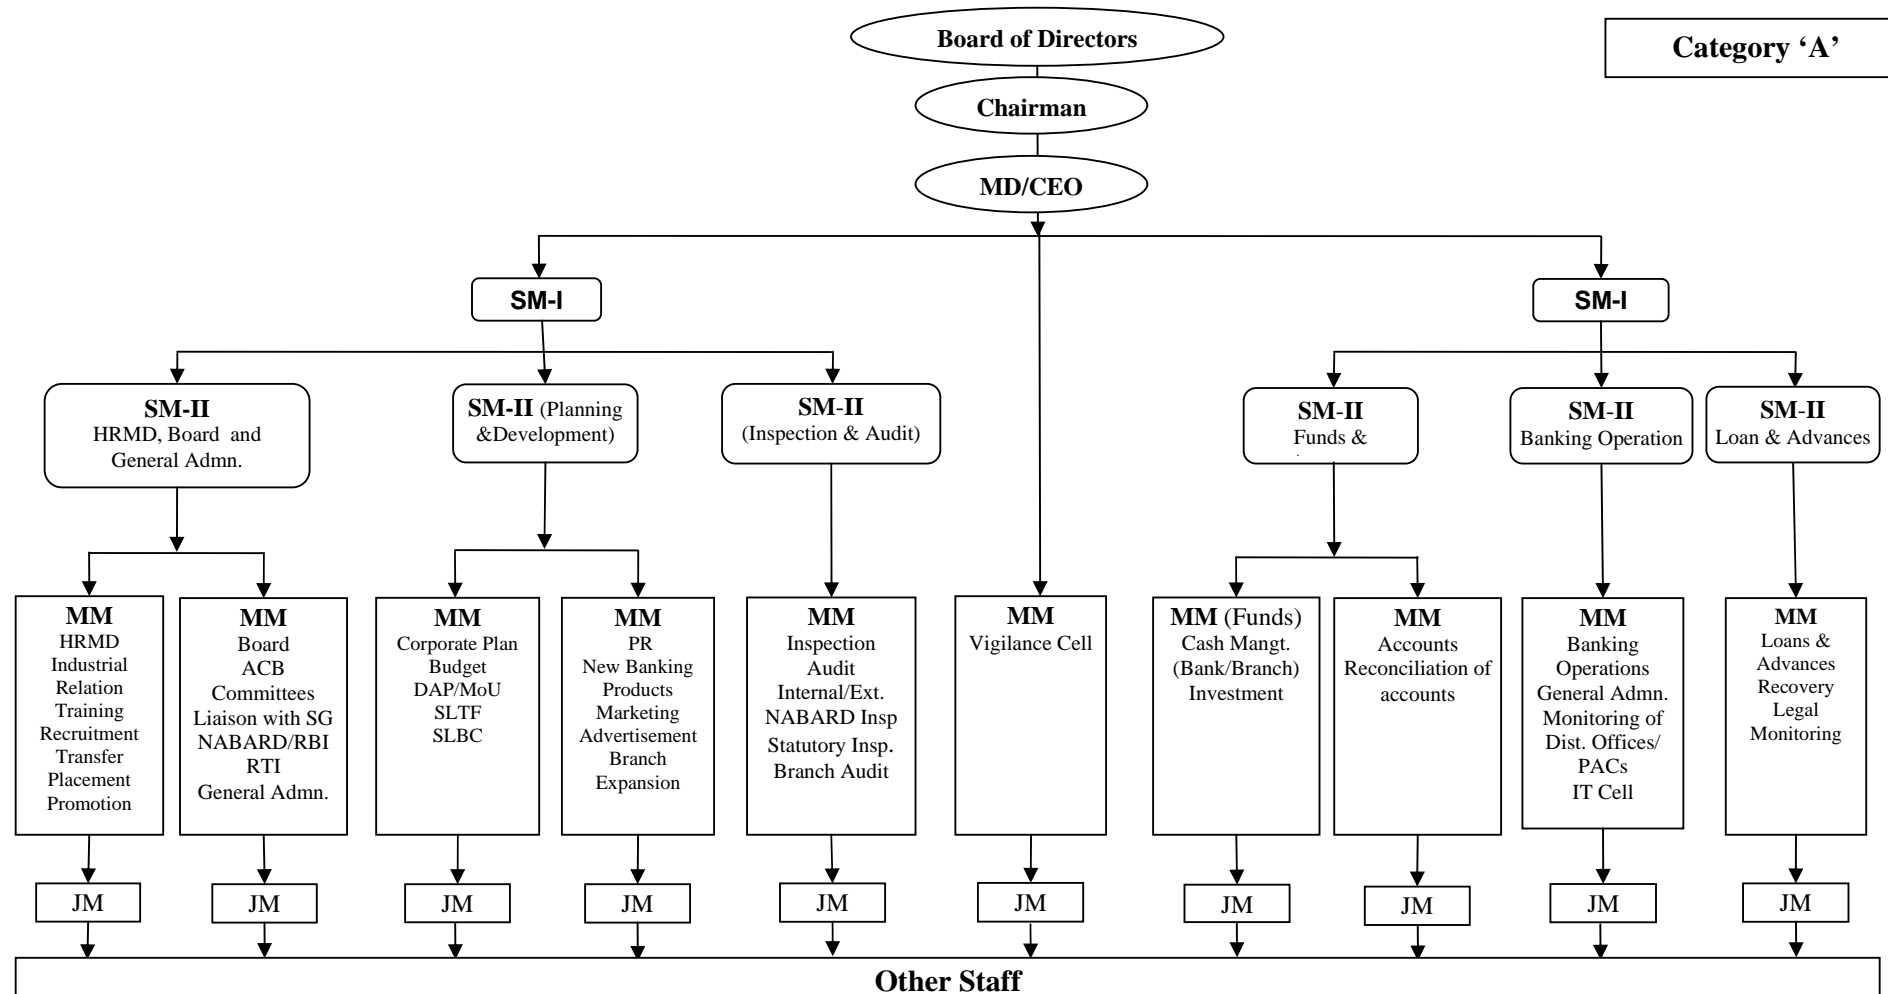 Board of Directors
Category ‘A’
Chairman
MD/CEO
SM-I
SM-I
SM-II
HRMD, Board and
General Admn.
SM-II (Planning
&Development)
SM-II
(Inspection & Audit)
SM-II
Funds &
SM-II
Banking Operation
SM-II
Loan & Advances
MM
HRMD
Industrial
Relation
Training
Recruitment
Transfer
Placement
Promotion
MM
Board
ACB
Committees
Liaison with SG
NABARD/RBI
RTI
General Admn.
MM
Corporate Plan
Budget
DAP/MoU
SLTF
SLBC
MM
PR
New Banking
Products
Marketing
Advertisement
Branch
Expansion
MM
Inspection
Audit
Internal/Ext.
NABARD Insp
Statutory Insp.
Branch Audit
MM
Vigilance Cell
MM (Funds)
Cash Mangt.
(Bank/Branch)
Investment
MM
Accounts
Reconciliation of
accounts
MM
Banking
Operations
General Admn.
Monitoring of
Dist. Offices/
PACs
IT Cell
MM
Loans &
Advances
Recovery
Legal
Monitoring
JM
JM
JM
JM
JM
JM
JM
JM
JM
JM
Other Staff